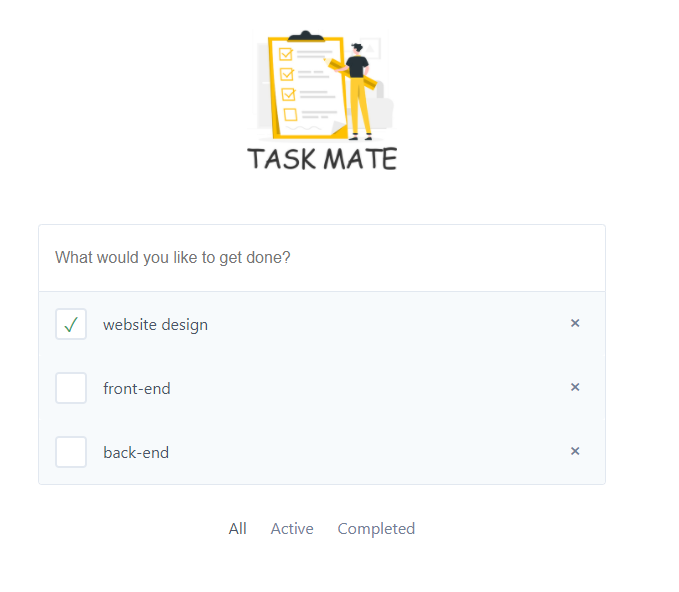 TASK MATE
What would you like to get done?
website design
front-end
back-end
All Active Completed